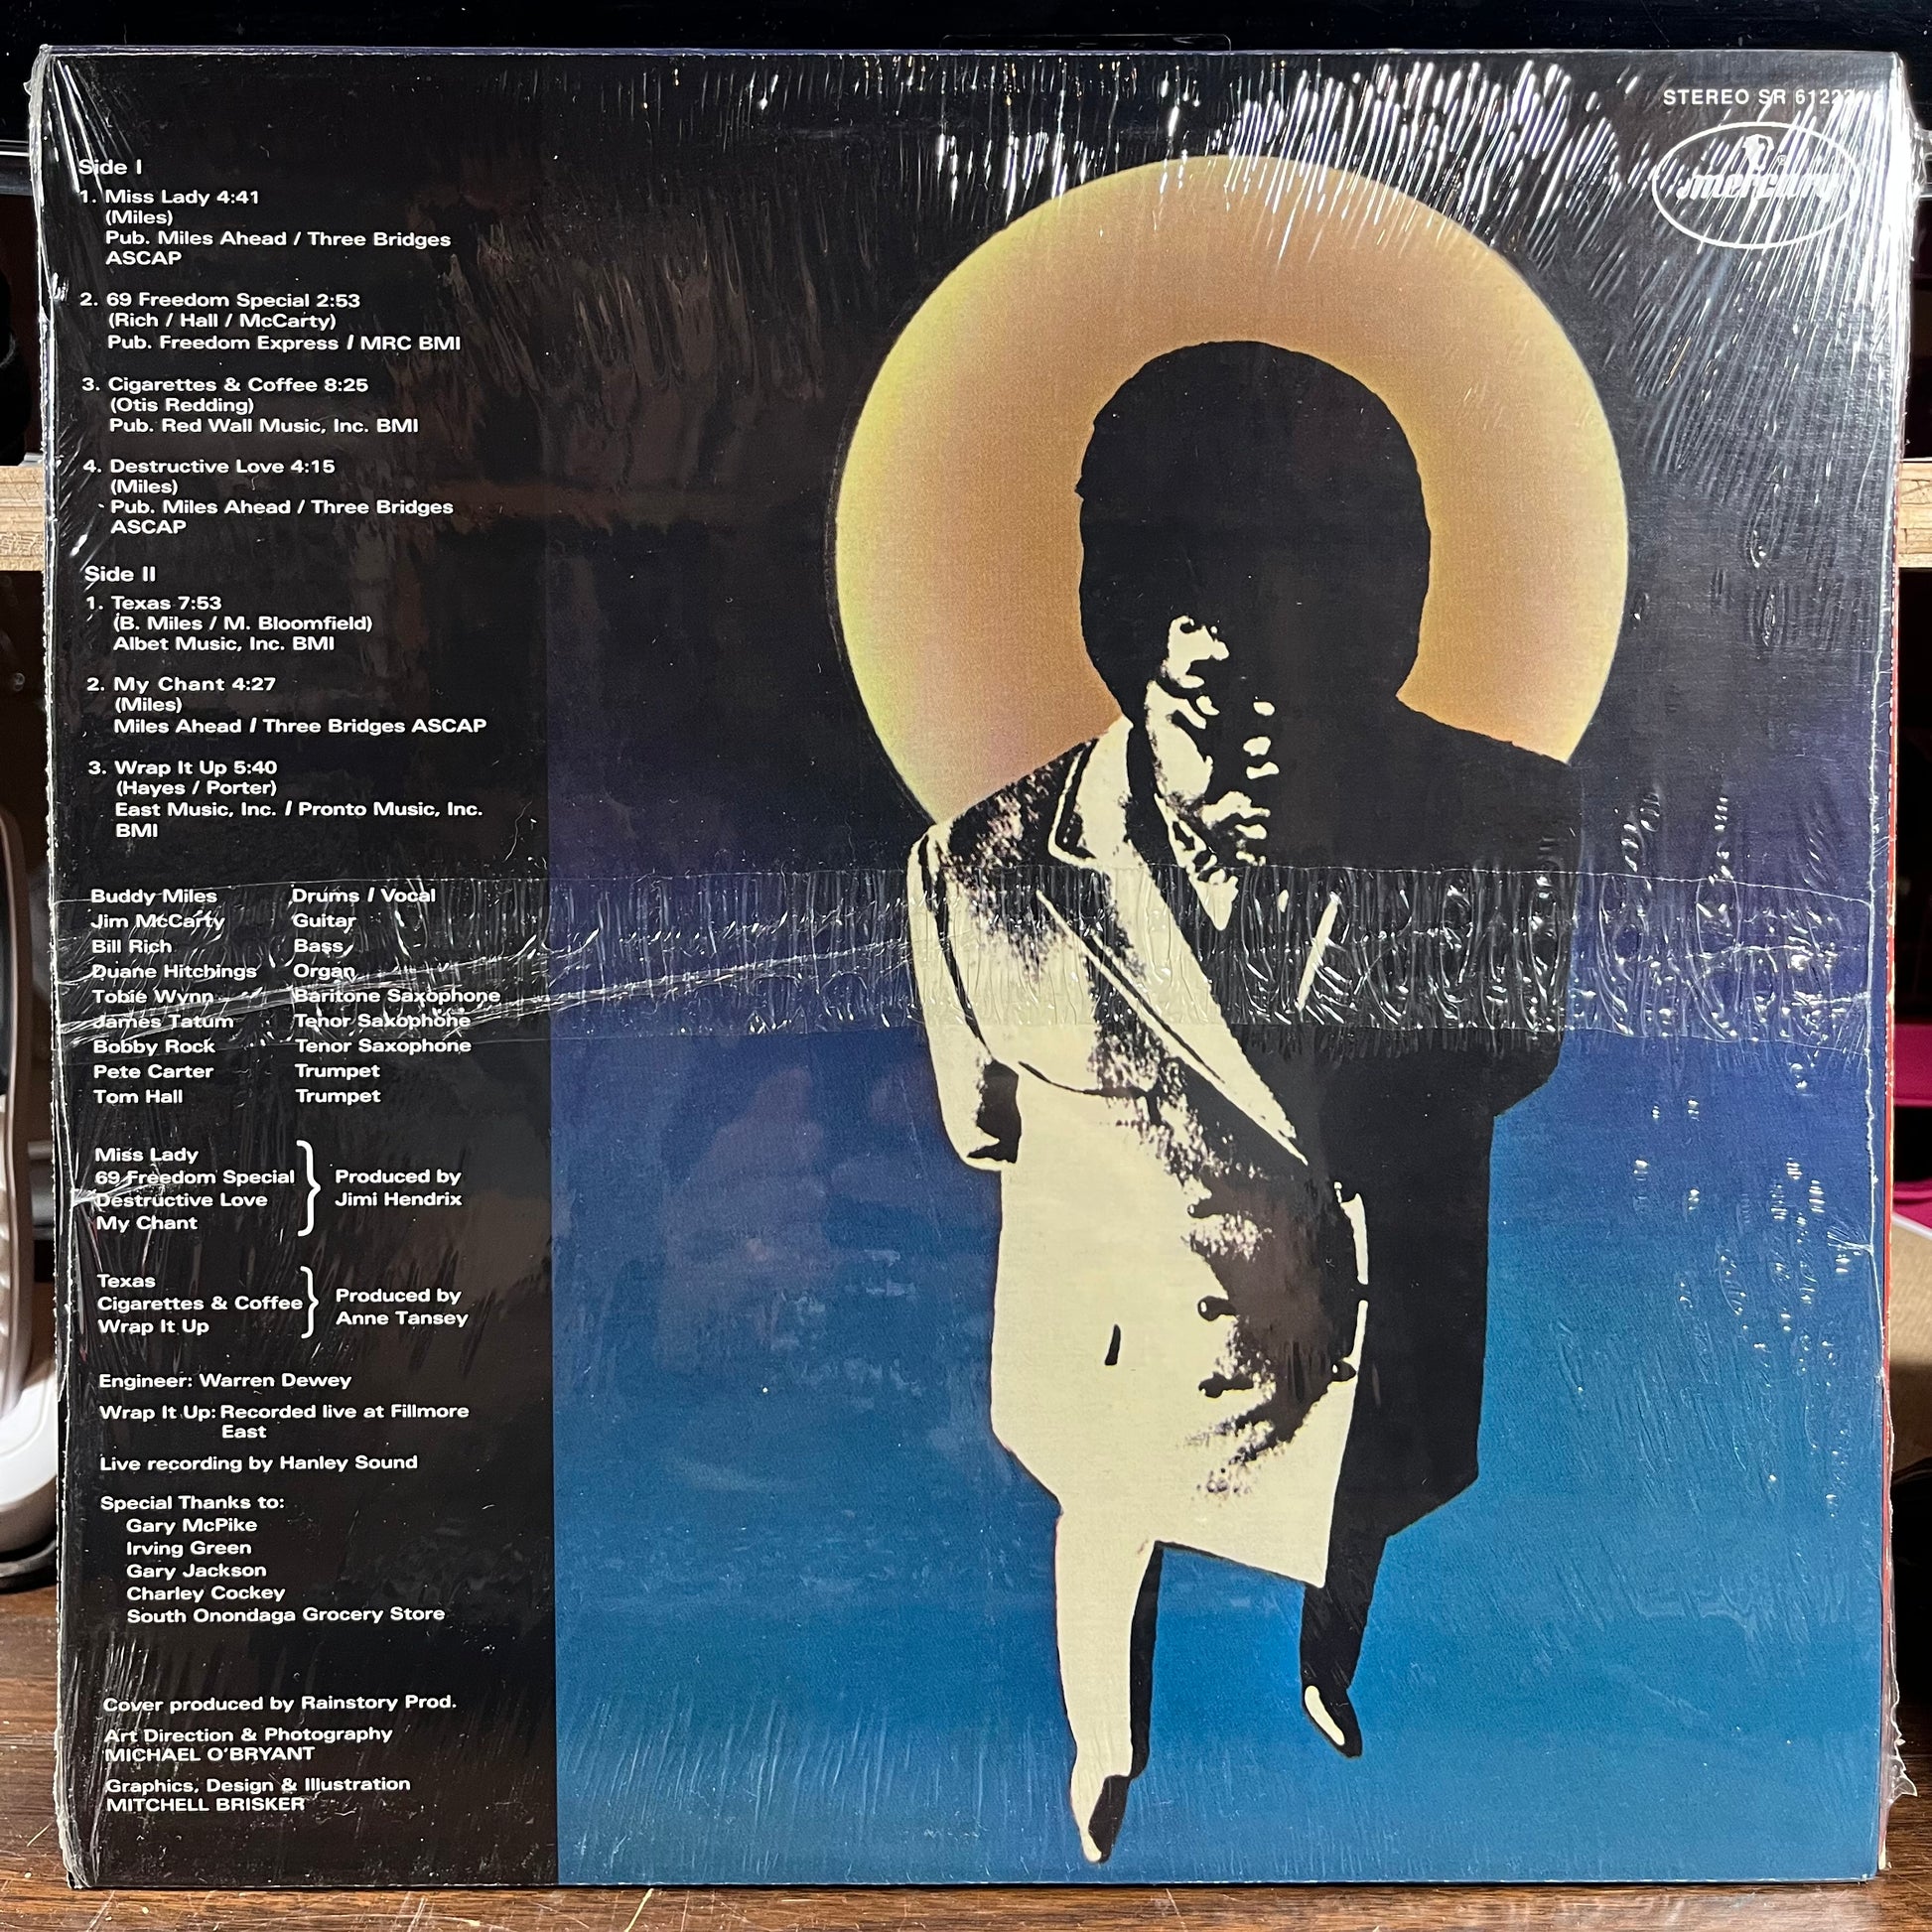 STEREO SR 61222
mercury
Side I
1. Miss Lady 4:41
(Miles)
Pub. Miles Ahead / Three Bridges
ASCAP
2. 69 Freedom Special 2:53
(Rich / Hall / McCarty)
Pub. Freedom Express / MRC BMI
3. Cigarettes & Coffee 8:25
(Otis Redding)
Pub. Red Wall Music, Inc. BMI
4. Destructive Love 4:15
(Miles)
Pub. Miles Ahead / Three Bridges
ASCAP
Side II
1. Texas 7:53
(B. Miles / M. Bloomfield)
Albet Music, Inc. BMI
2. My Chant 4:27
(Miles)
Miles Ahead / Three Bridges ASCAP
3. Wrap It Up 5:40
(Hayes / Porter)
East Music, Inc. / Pronto Music, Inc.
BMI
Buddy Miles Drums / Vocal
Jim McCarty Guitar
Bill Rich Bass
Duane Hitchings Organ
Tobie Wynn Baritone Saxophone
James Tatum Tenor Saxophone
Bobby Rock Tenor Saxophone
Pete Carter Trumpet
Tom Hall Trumpet
Miss Lady
69 Freedom Special
Destructive Love
My Chant
Produced by
Jimi Hendrix
Texas
Cigarettes & Coffee
Wrap It Up
Produced by
Anne Tansey
Engineer: Warren Dewey
Wrap It Up: Recorded live at Fillmore
East
Live recording by Hanley Sound
Special Thanks to:
Gary McPike
Irving Green
Gary Jackson
Charley Cockey
South Onondaga Grocery Store
Cover produced by Rainstory Prod.
Art Direction & Photography
MICHAEL O'BRYANT
Graphics, Design & Illustration
MITCHELL BRISKER